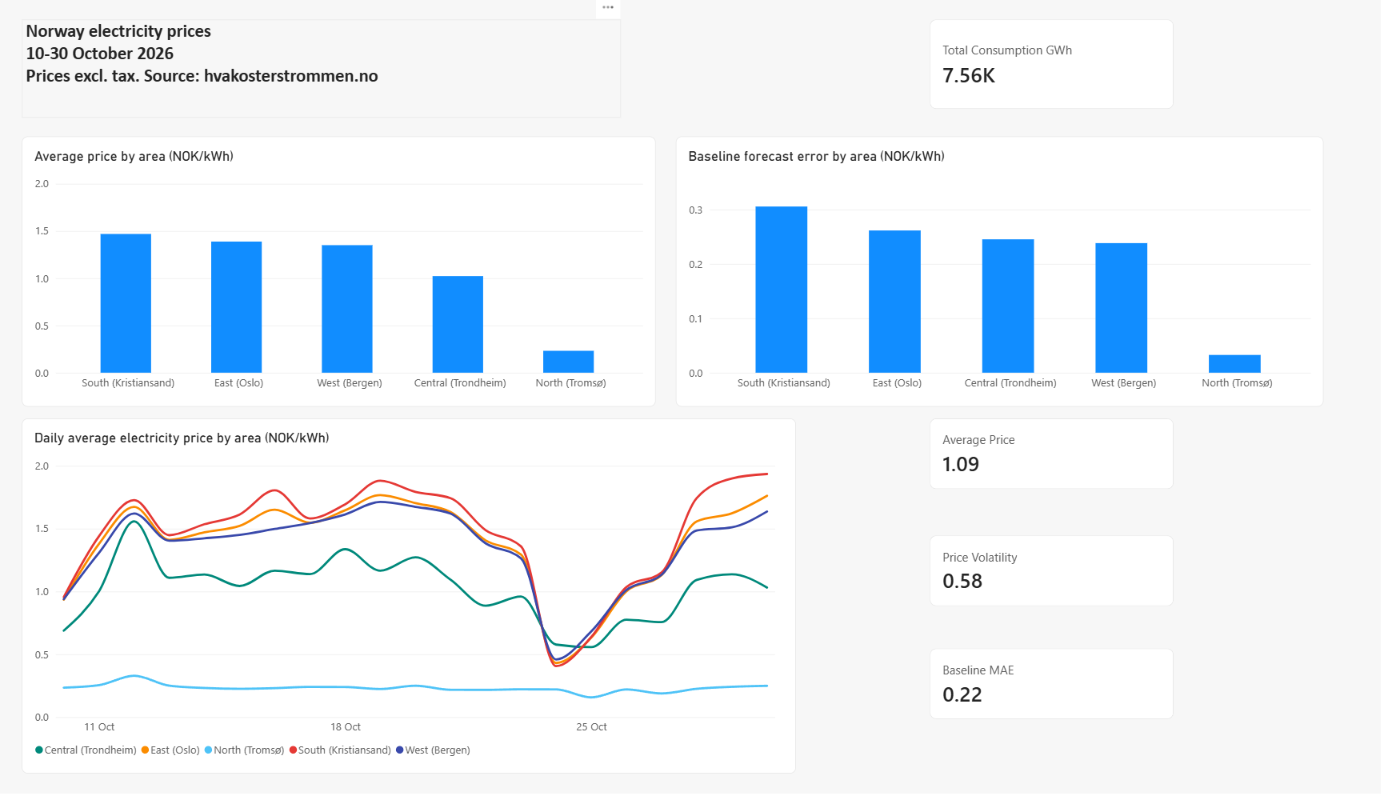 Norway electricity prices
10-30 October 2026
Prices excl. tax. Source: hvakosterstrommen.no
Total Consumption GWh
7.56K
Average price by area (NOK/kWh)
2.0
1.5
1.0
0.5
0.0
South (Kristiansand) East (Oslo) West (Bergen) Central (Trondheim) North (Tromsø)
Baseline forecast error by area (NOK/kWh)
0.3
0.2
0.1
0.0
South (Kristiansand) East (Oslo) Central (Trondheim) West (Bergen) North (Tromsø)
Daily average electricity price by area (NOK/kWh)
2.0
1.5
1.0
0.5
0.0
11 Oct 18 Oct 25 Oct
Central (Trondheim) East (Oslo) North (Tromsø) South (Kristiansand) West (Bergen)
Average Price
1.09
Price Volatility
0.58
Baseline MAE
0.22